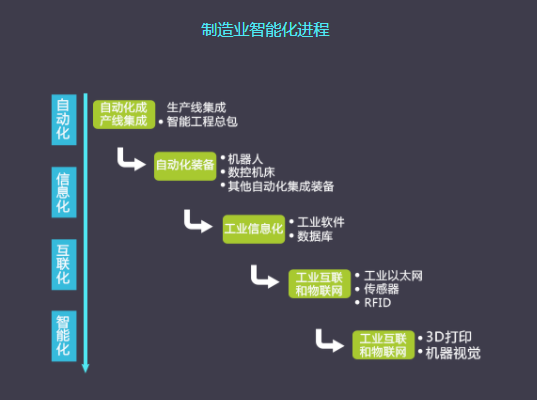 制造业智能化进程
自动化
自动化成
产线集成
生产线集成
• 智能工程总包
自动化装备
• 机器人
• 数控机床
• 其他自动化集成装备
信息化
工业信息化
• 工业软件
• 数据库
互联化
工业互联
和物联网
• 工业以太网
• 传感器
• RFID
智能化
工业互联
和物联网
• 3D打印
• 机器视觉